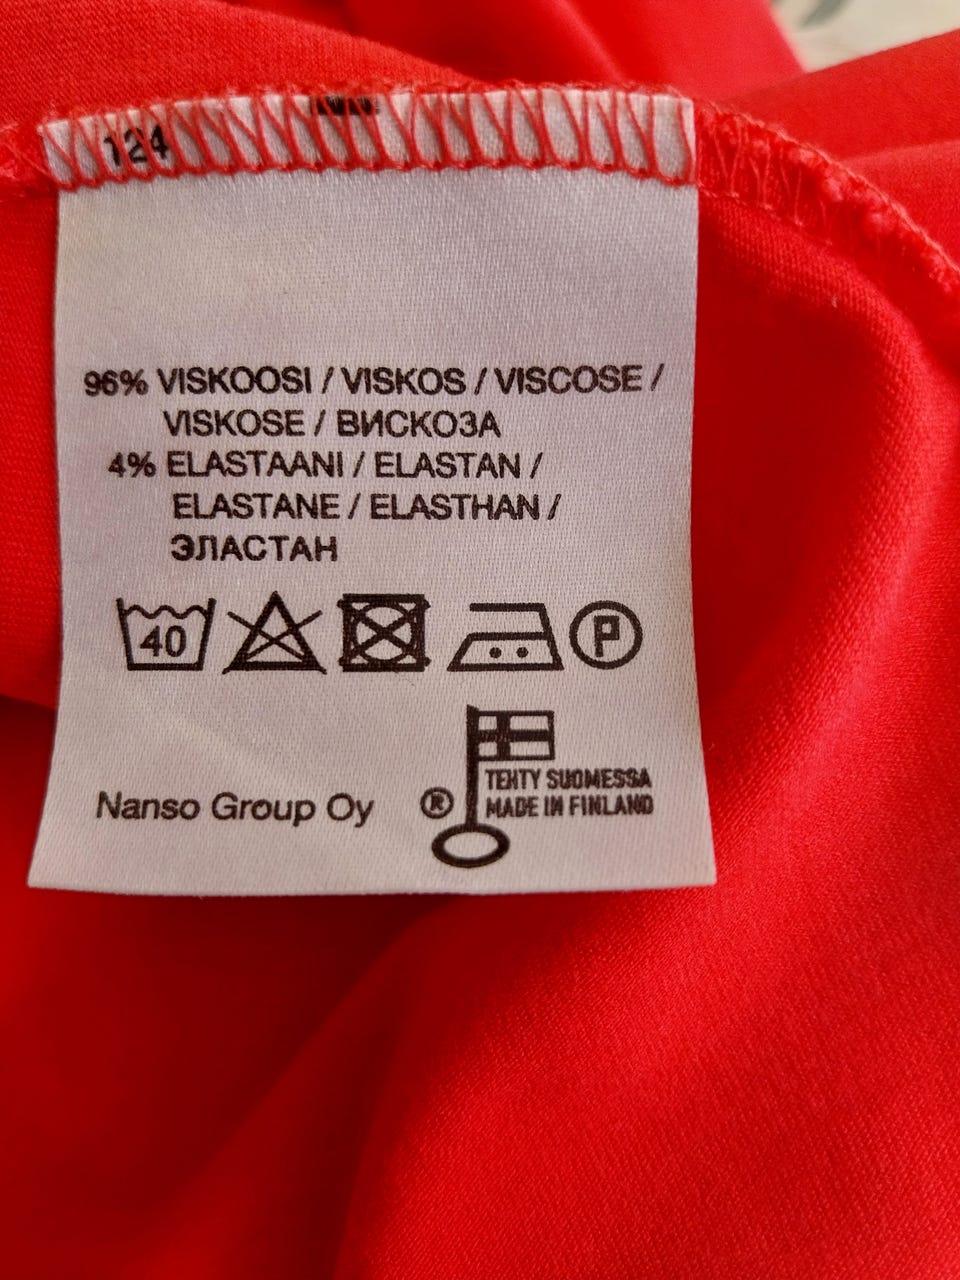 124
96% VISKOOSI / VISKOS / VISCOSE /
VISKOSE / ВИСКОЗА
4% ELASTAANI / ELASTAN /
ELASTANE / ELASTHAN /
ЭЛАСТАН
40
P
Nanso Group Oy
®
TEHTY SUOMESSA
MADE IN FINLAND